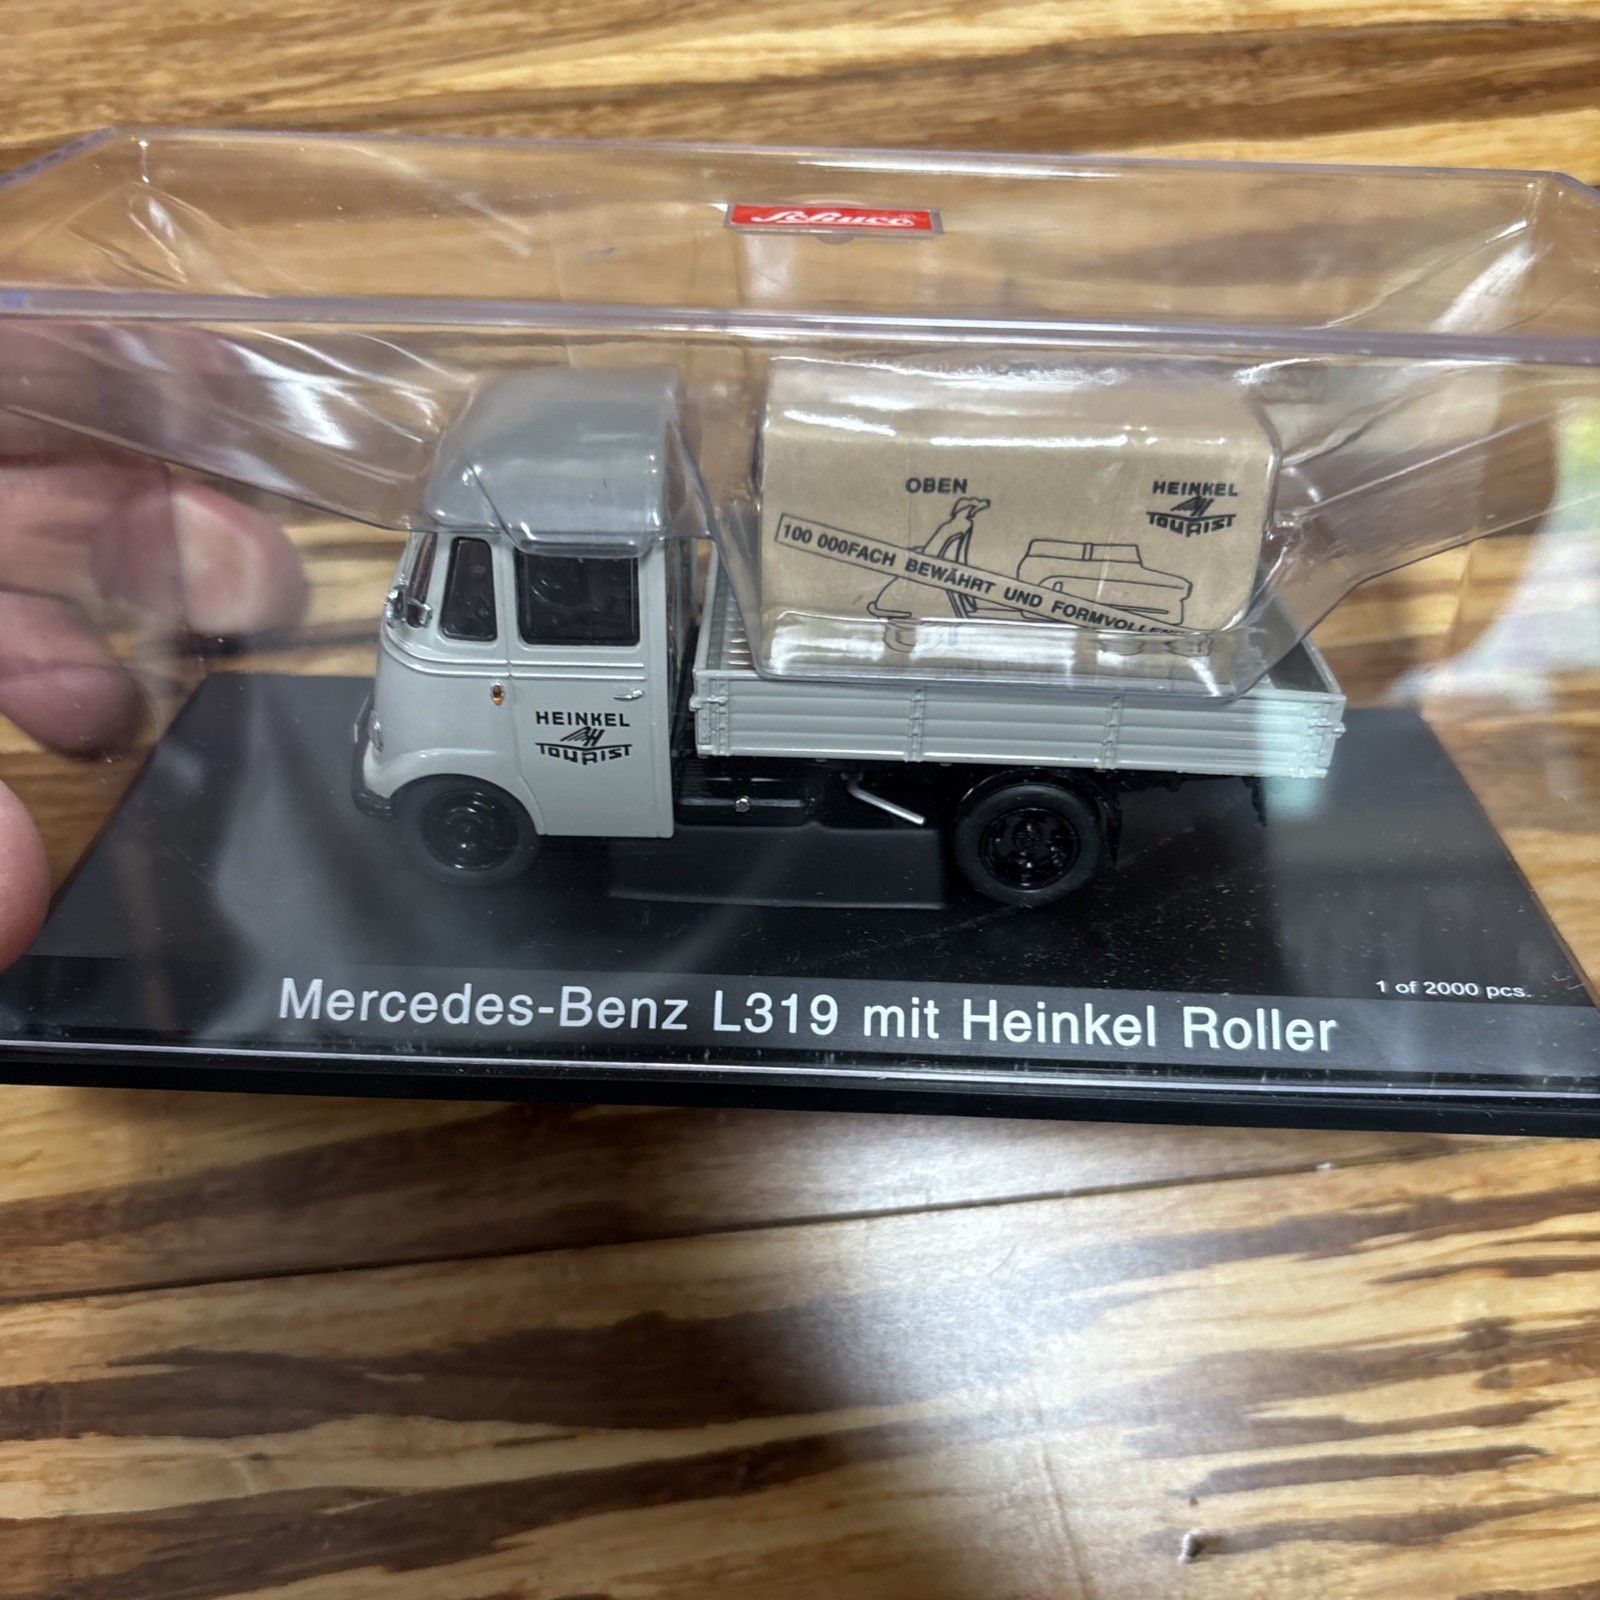 Schuco
OBEN
HEINKEL
TOURIST
100 000FACH BEWÄHRT UND FORMVOLLEND
HEINKEL
TOURIST
1 of 2000 pcs.
Mercedes-Benz L319 mit Heinkel Roller